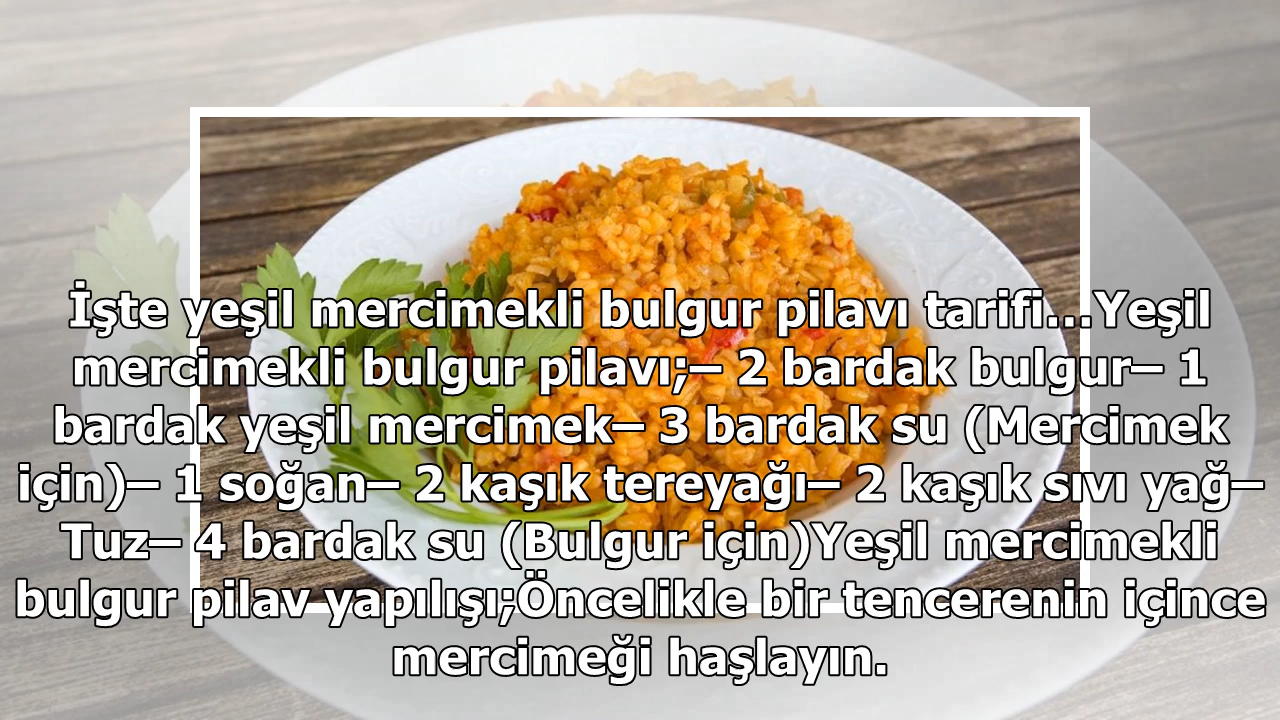 İşte yeşil mercimekli bulgur pilavı tarifi...Yeşil
mercimekli bulgur pilavı;– 2 bardak bulgur– 1
bardak yeşil mercimek– 3 bardak su (Mercimek
için)– 1 soğan– 2 kaşık tereyağı– 2 kaşık sıvı yağ–
Tuz– 4 bardak su (Bulgur için)Yeşil mercimekli
bulgur pilav yapılışı;Öncelikle bir tencerenin içince
mercimeği haşlayın.